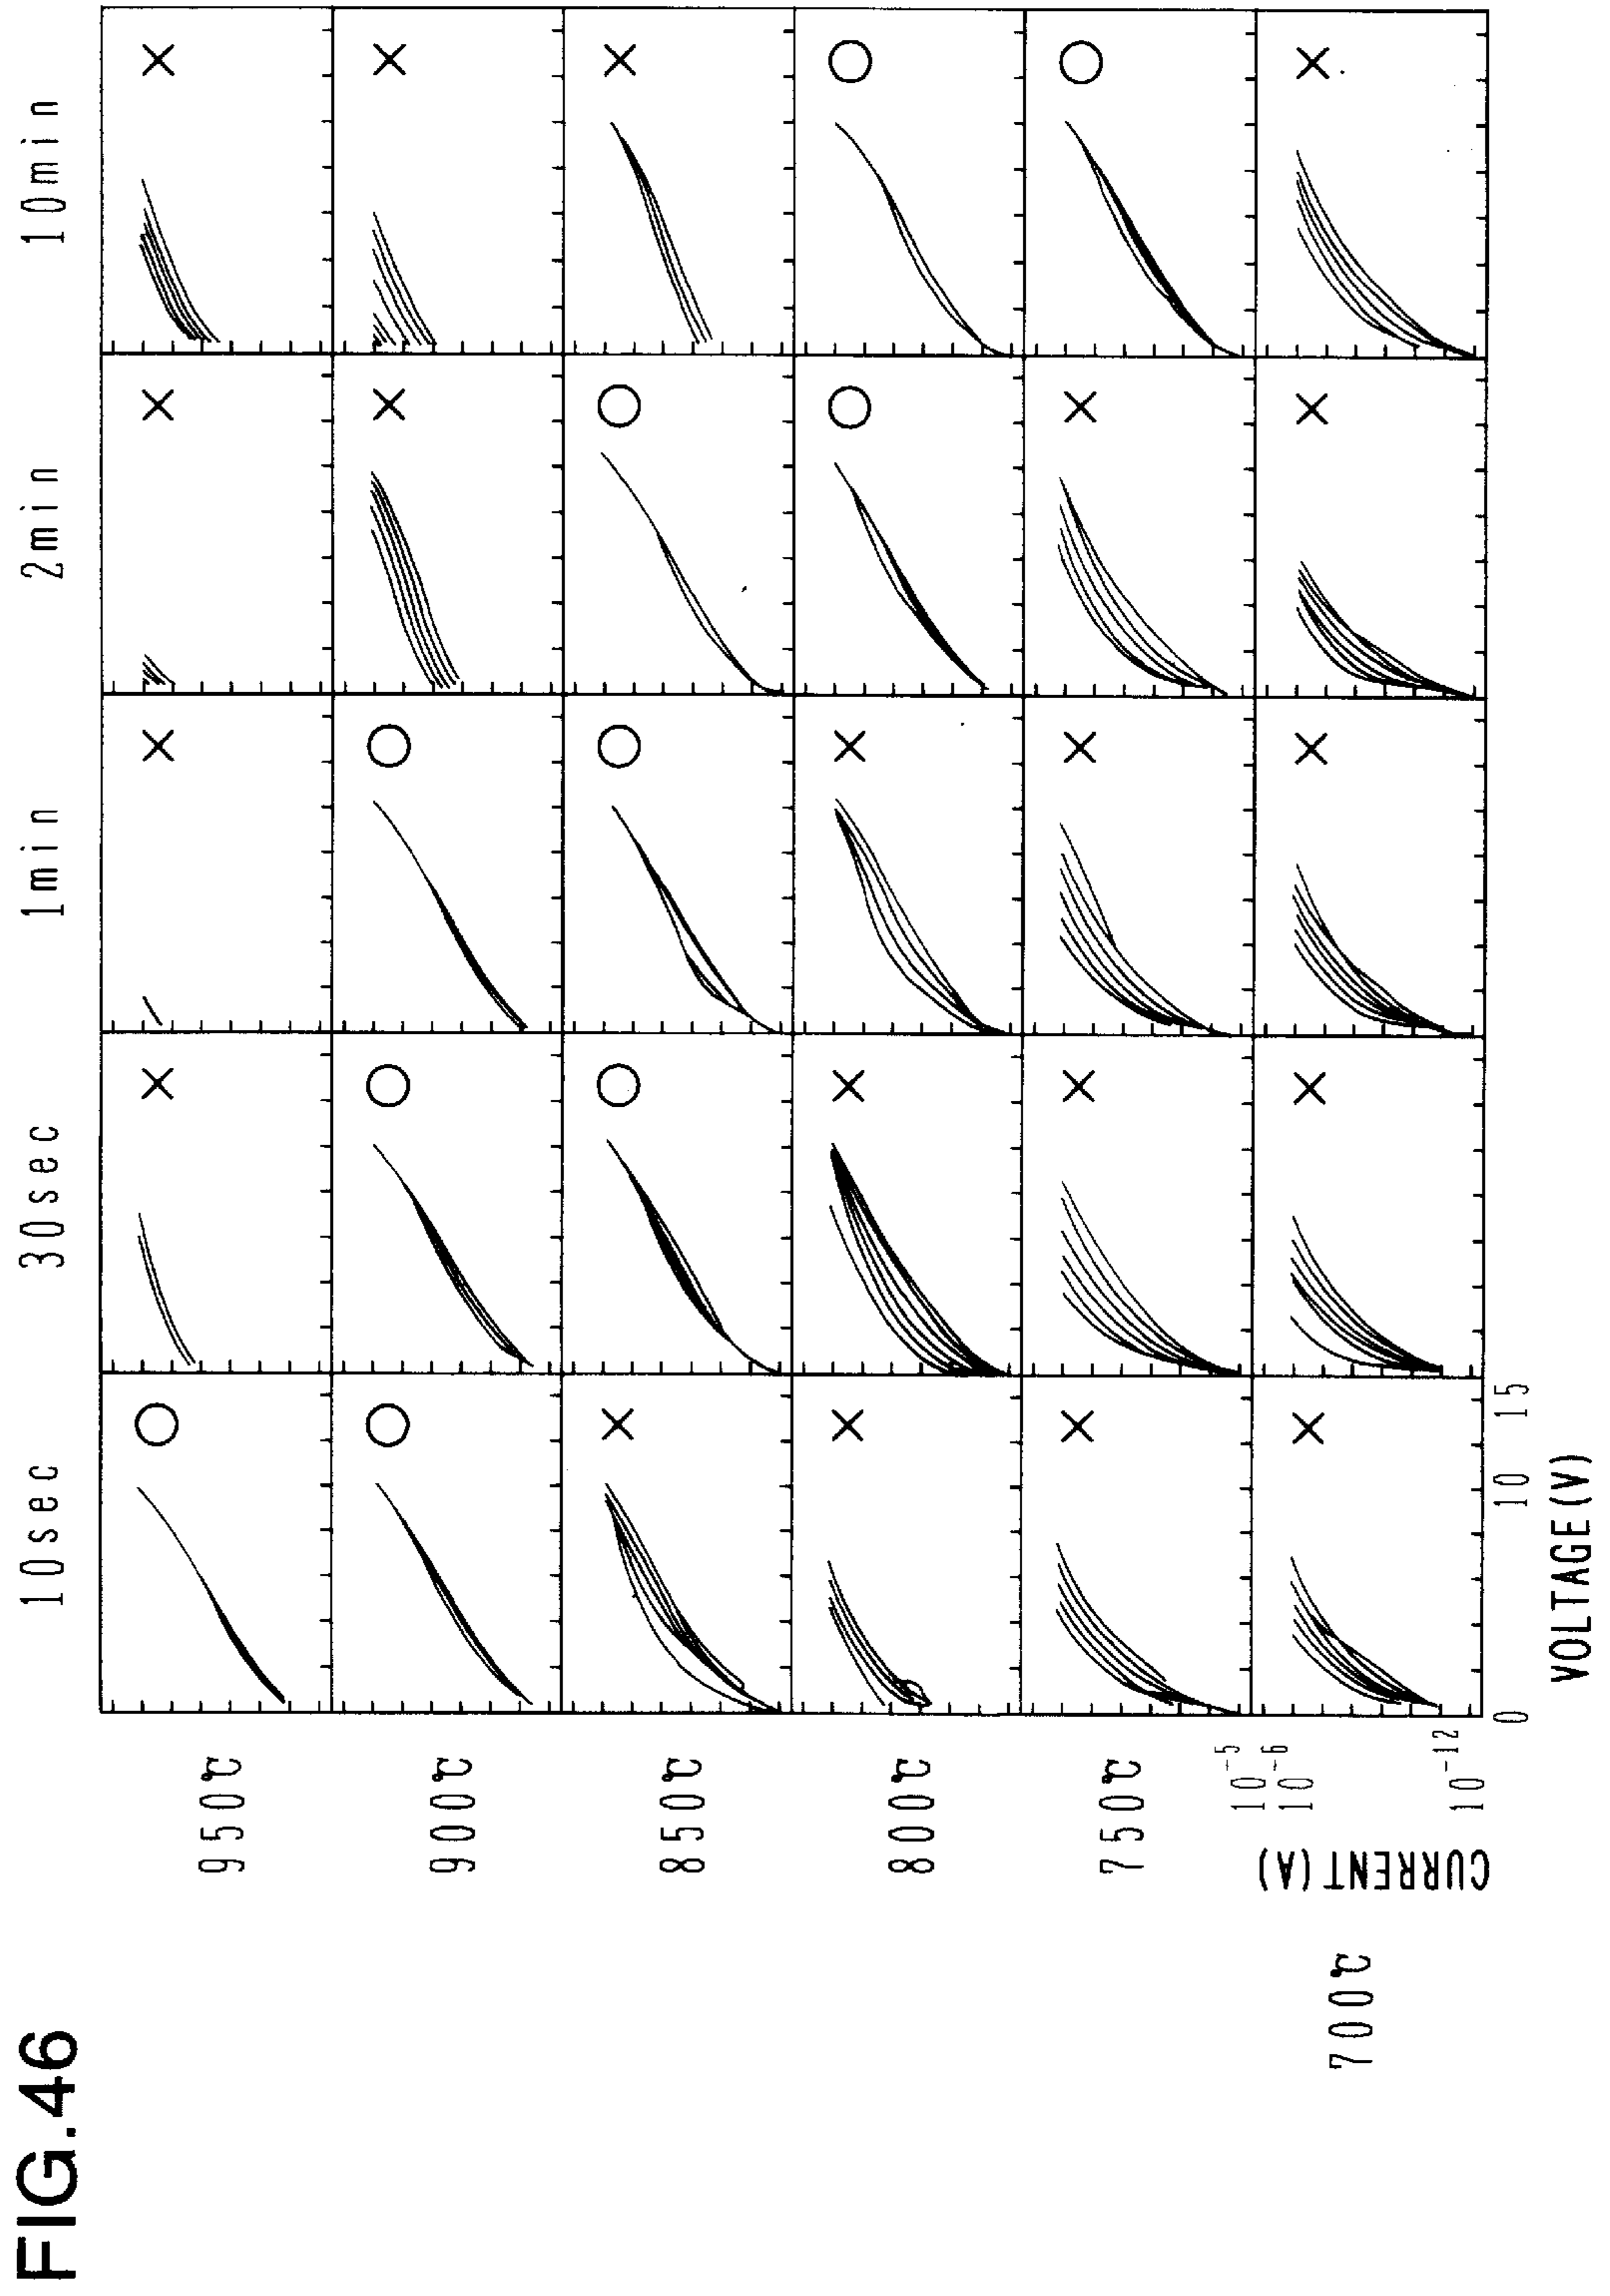 FIG.46
10sec 30sec 1min 2min 10min
950℃
○ × × × ×
900℃
○ ○ ○ × ×
850℃
× ○ ○ ○ ×
800℃
× × × ○ ○
750℃
× × × × ○
700℃
× × × × ×
CURRENT(A)
10⁻⁵
10⁻⁶
10⁻¹²
0 10 15
VOLTAGE(V)